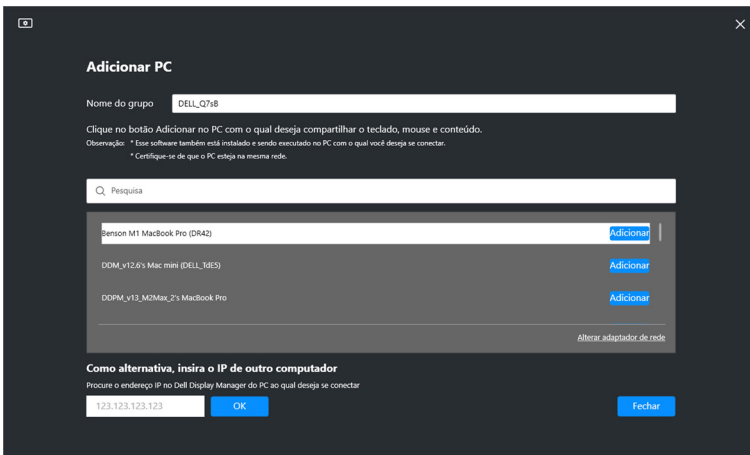 Adicionar PC
Nome do grupo DELL_Q7sB
Clique no botão Adicionar no PC com o qual deseja compartilhar o teclado, mouse e conteúdo.
Observação: * Esse software também está instalado e sendo executado no PC com o qual você deseja se conectar.
* Certifique-se de que o PC esteja na mesma rede.
Pesquisa
Benson M1 MacBook Pro (DR42) Adicionar
DDM_v12.6's Mac mini (DELL_TdE5) Adicionar
DDPM_v13_M2Max_2's MacBook Pro Adicionar
Alterar adaptador de rede
Como alternativa, insira o IP de outro computador
Procure o endereço IP no Dell Display Manager do PC ao qual deseja se conectar
123.123.123.123 OK Fechar